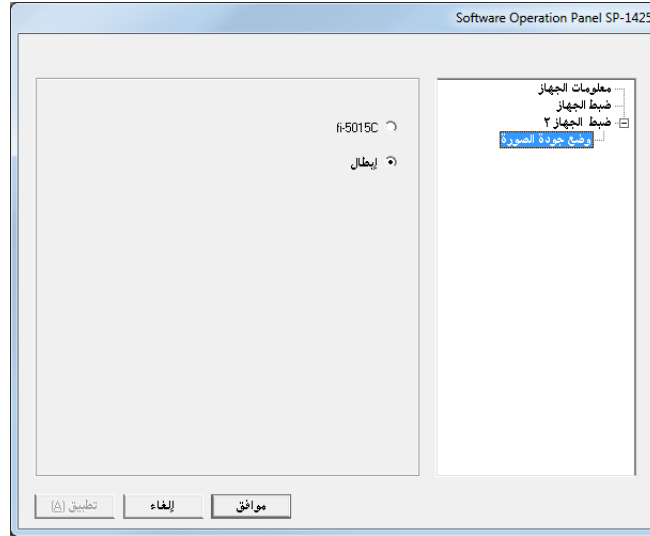 Software Operation Panel SP-1425
معلومات الجهاز
ضبط الجهاز
ضبط الجهاز ٢
وضع جودة الصورة
fi-5015C
إبطال
موافق
إلغاء
تطبيق (A)